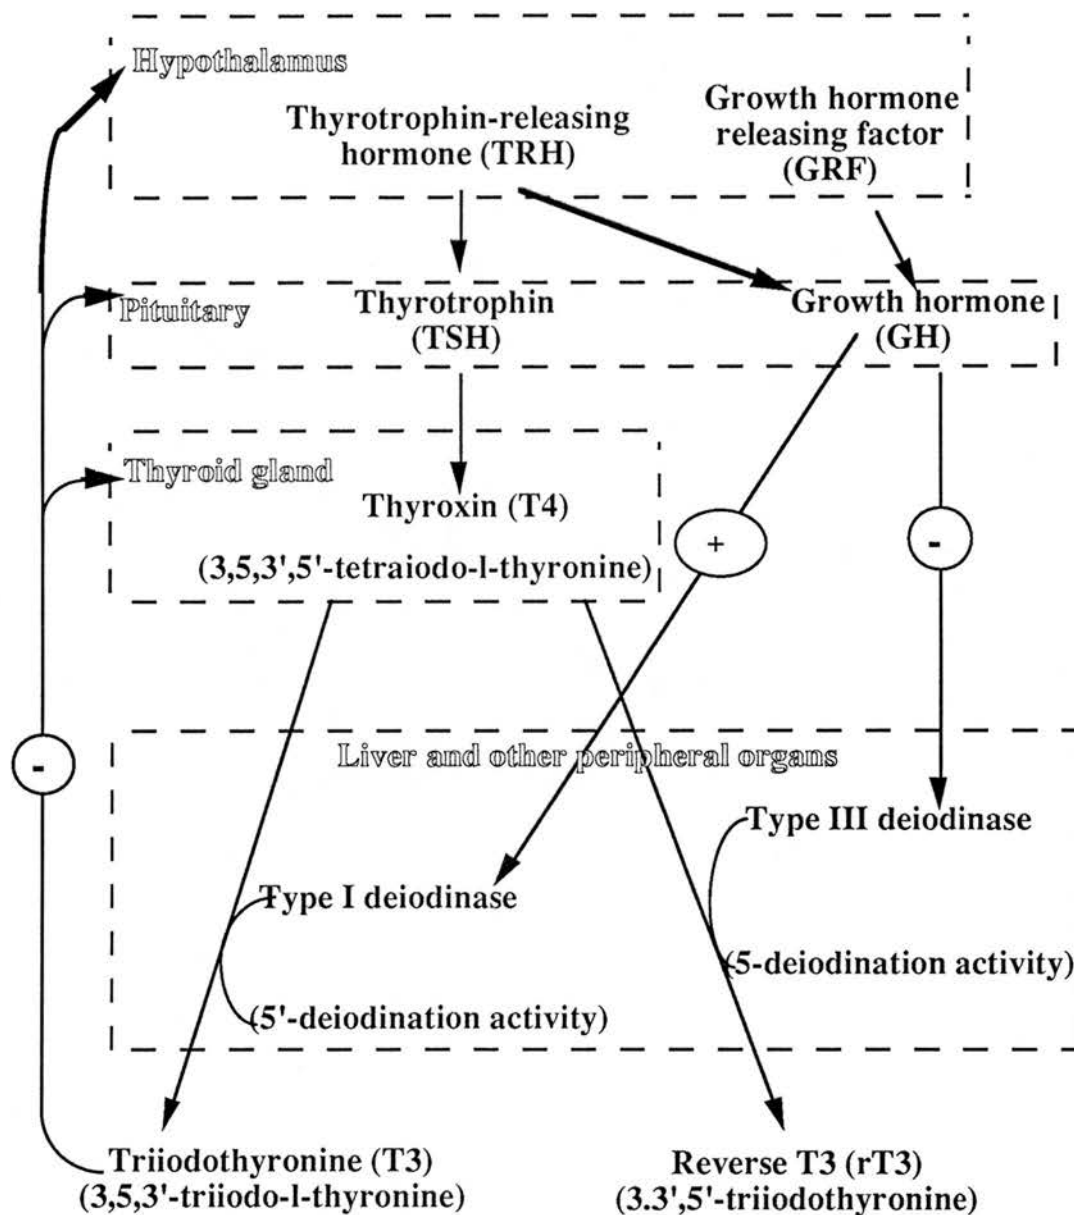 Hypothalamus
Thyrotrophin-releasing
hormone (TRH)
Growth hormone
releasing factor
(GRF)
Pituitary
Thyrotrophin
(TSH)
Growth hormone
(GH)
Thyroid gland
Thyroxin (T4)
(3,5,3',5'-tetraiodo-l-thyronine)
+
-
-
Liver and other peripheral organs
Type III deiodinase
Type I deiodinase
(5-deiodination activity)
(5'-deiodination activity)
Triiodothyronine (T3)
(3,5,3'-triiodo-l-thyronine)
Reverse T3 (rT3)
(3.3',5'-triiodothyronine)